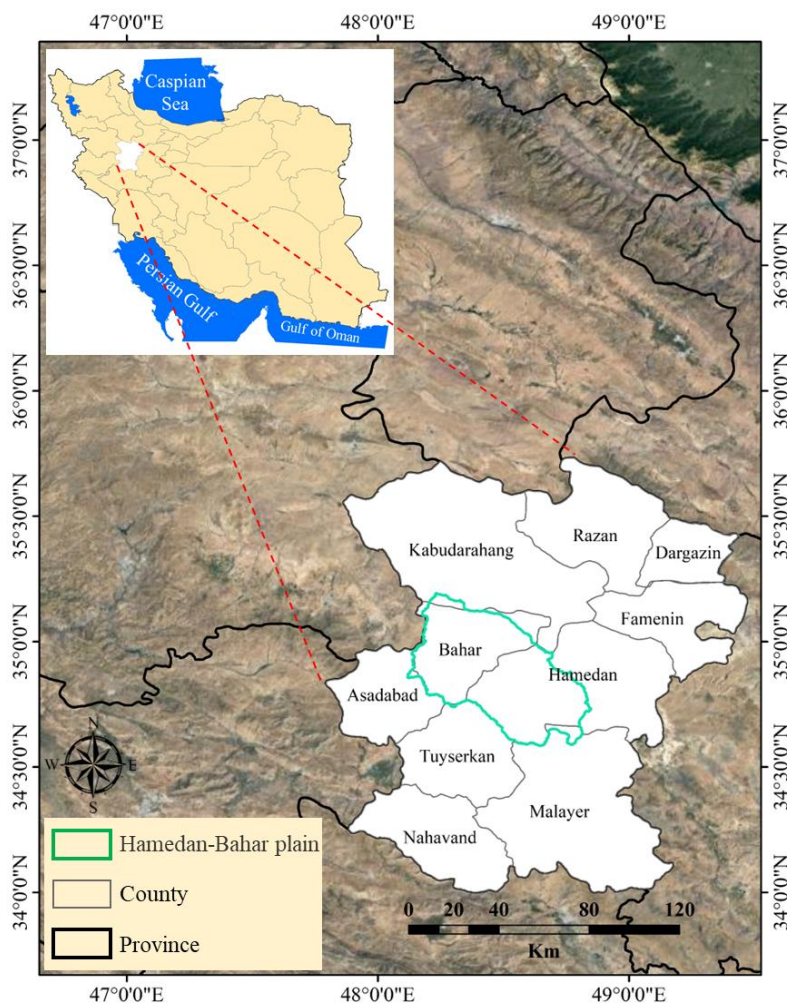 47°0'0"E 48°0'0"E 49°0'0"E
37°0'0"N
36°30'0"N
36°0'0"N
35°30'0"N
35°0'0"N
34°30'0"N
34°0'0"N
Caspian
Sea
Persian Gulf
Gulf of Oman
Razan
Kabudarahang
Dargazin
Famenin
Bahar
Hamedan
Asadabad
Tuyserkan
Malayer
Nahavand
N
W E
S
Hamedan-Bahar plain
County
Province
0 20 40 80 120
Km
37°0'0"N
36°30'0"N
36°0'0"N
35°30'0"N
35°0'0"N
34°30'0"N
34°0'0"N
47°0'0"E 48°0'0"E 49°0'0"E